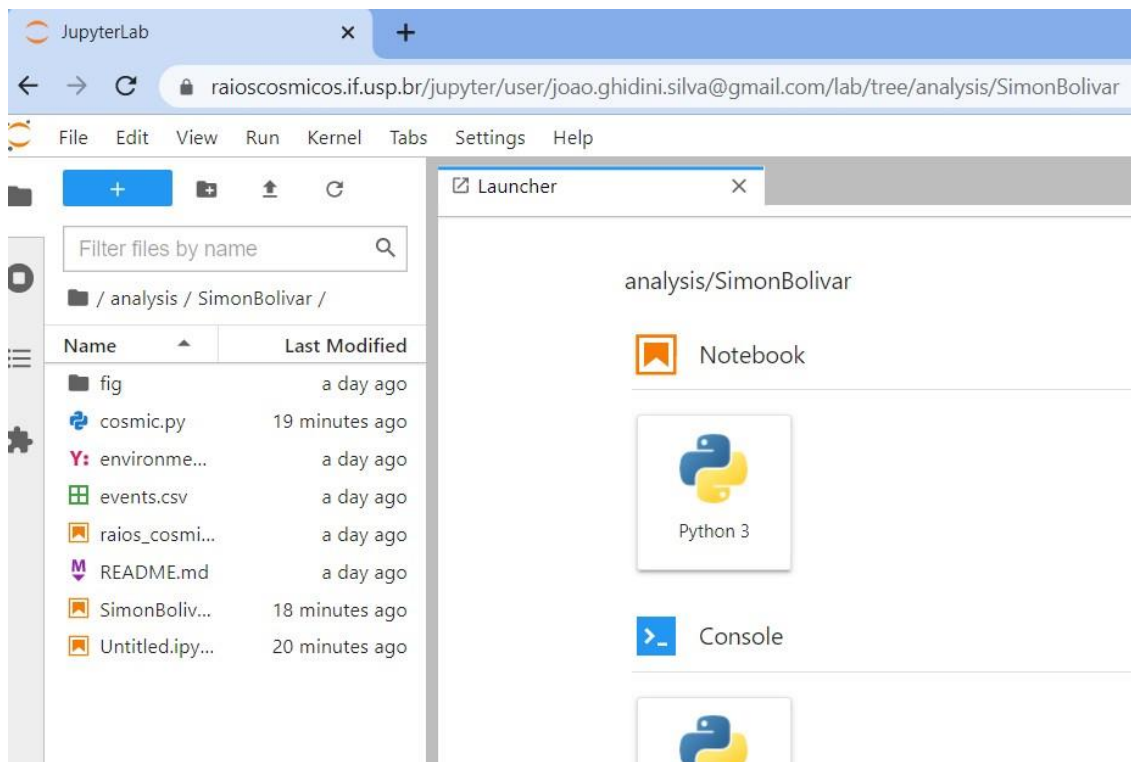 JupyterLab
raioscosmicos.if.usp.br/jupyter/user/joao.ghidini.silva@gmail.com/lab/tree/analysis/SimonBolivar
File Edit View Run Kernel Tabs Settings Help
+
Launcher
Filter files by name
/ analysis / SimonBolivar /
Name Last Modified
fig a day ago
cosmic.py 19 minutes ago
Y: environme... a day ago
events.csv a day ago
raios_cosmi... a day ago
M README.md a day ago
SimonBoliv... 18 minutes ago
Untitled.ipy... 20 minutes ago
analysis/SimonBolivar
Notebook
Python 3
>_ Console